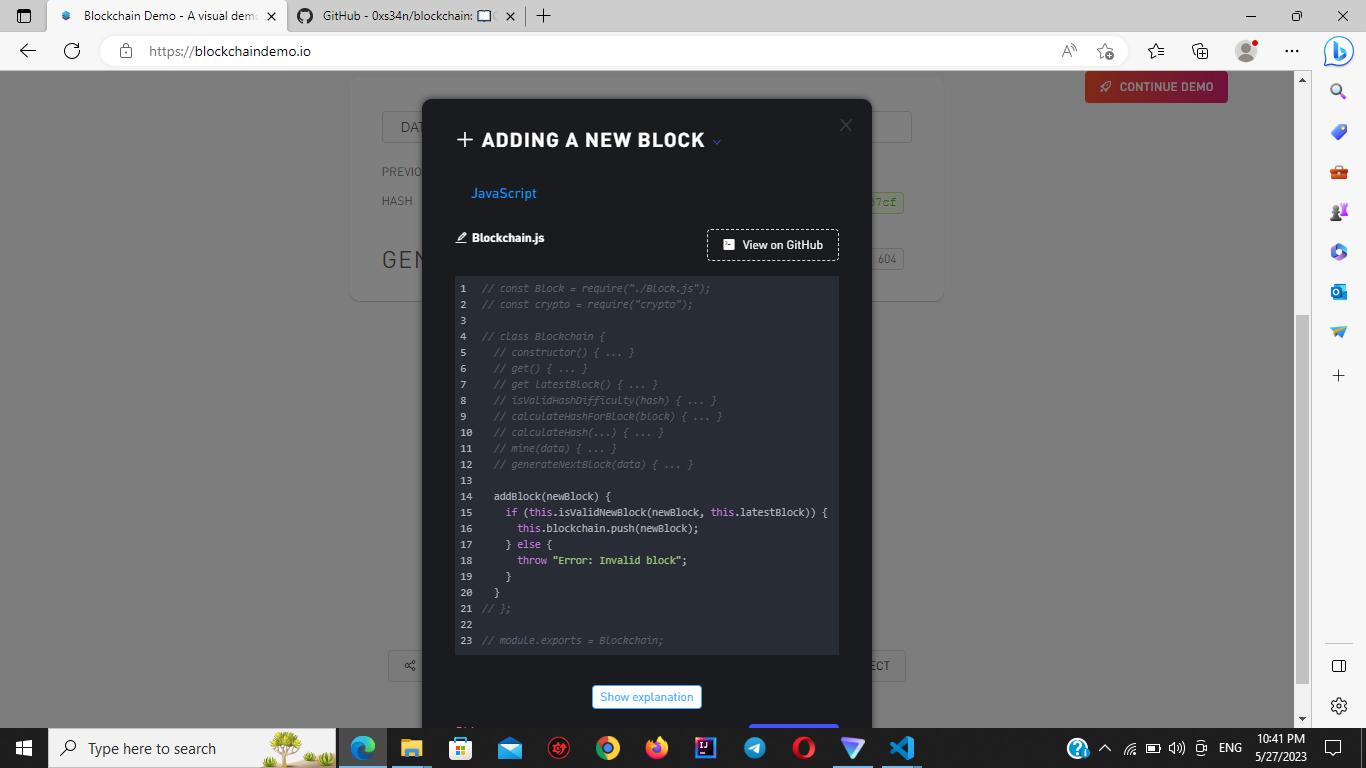 Blockchain Demo - A visual demo
GitHub - 0xs34n/blockchain:
https://blockchaindemo.io
CONTINUE DEMO
DAT
PREVIO
HASH
07cf
GEN
604
ADDING A NEW BLOCK
JavaScript
Blockchain.js
View on GitHub
1 // const Block = require("./Block.js");
2 // const crypto = require("crypto");
3
4 // class Blockchain {
5 // constructor() { ... }
6 // get() { ... }
7 // get latestBlock() { ... }
8 // isValidHashDifficulty(hash) { ... }
9 // calculateHashForBlock(block) { ... }
10 // calculateHash(...) { ... }
11 // mine(data) { ... }
12 // generateNextBlock(data) { ... }
13
14 addBlock(newBlock) {
15 if (this.isValidNewBlock(newBlock, this.latestBlock)) {
16 this.blockchain.push(newBlock);
17 } else {
18 throw "Error: Invalid block";
19 }
20 }
21 // };
22
23 // module.exports = Blockchain;
ECT
Show explanation
Type here to search
ENG
10:41 PM
5/27/2023